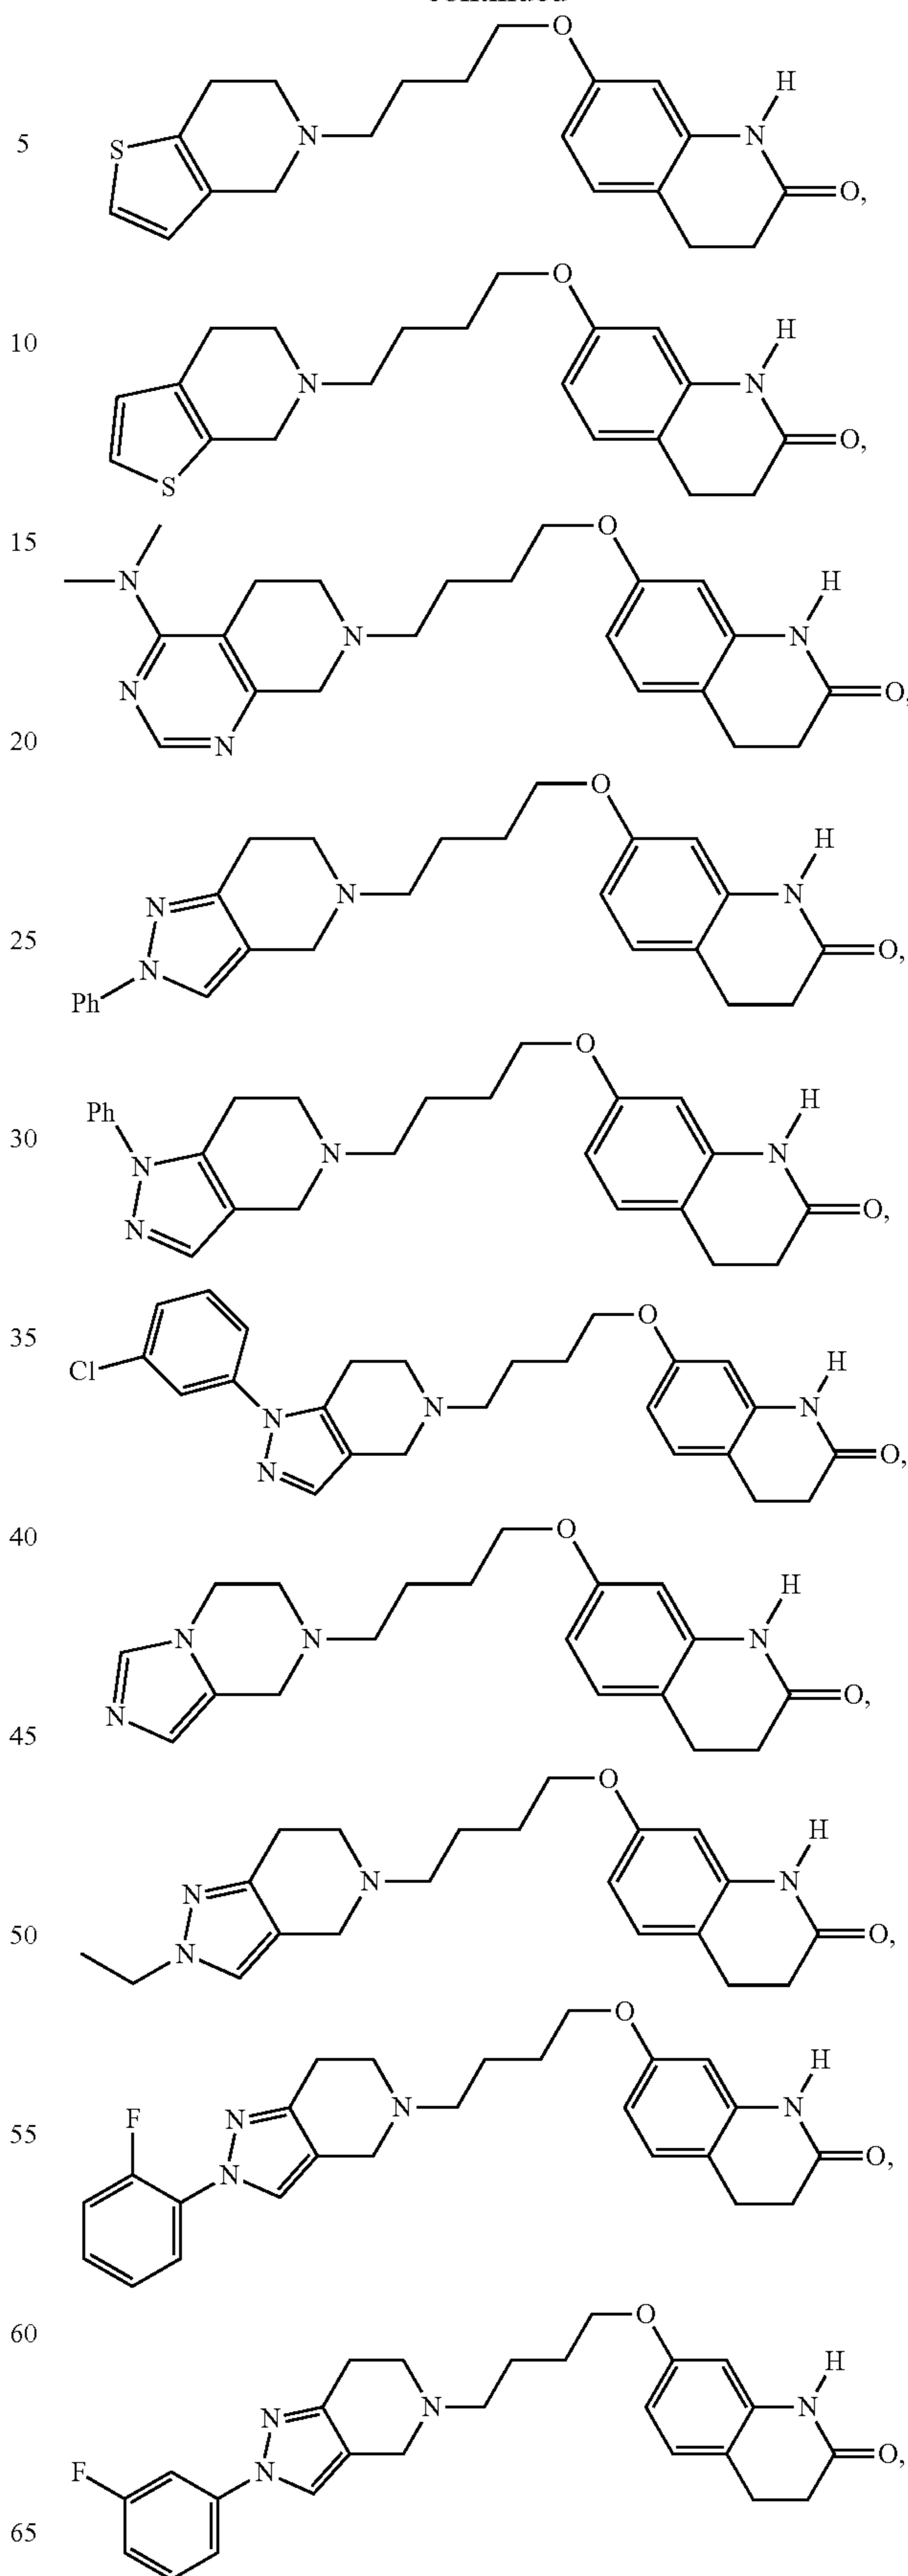 continued
O
H
5 S N N
O,
O
H
10 N N
O,
S
15 O
N H
N N
N O,
20 N
O
H
N N N
25 O,
N
Ph
O
Ph H
30 N N N
O,
N
35 O
Cl H
N N N
N O,
40 O
H
N N N
N O,
45
O
H
N N N
50 O,
N
O
H
F N N N
55 O,
N
60 O
H
N N N
O,
F N
65